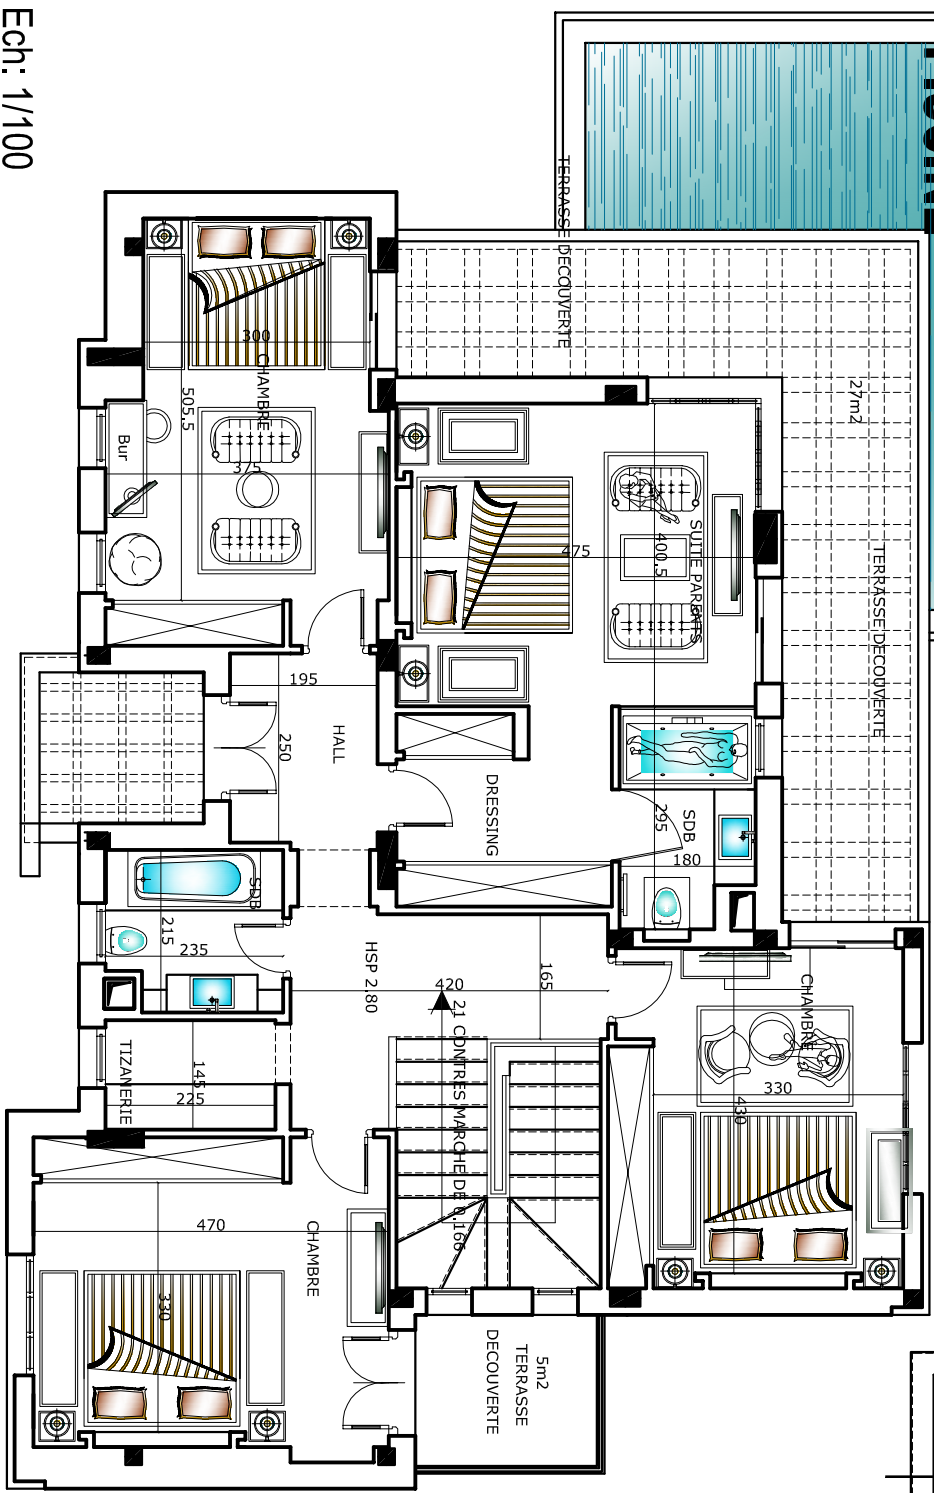 Ech: 1/100
TERRASSE DECOUVERTE
27m2
TERRASSE DECOUVERTE
300
CHAMBRE
505.5
Bur
375
SUITE PARENTS
400.5
475
195
250
HALL
DRESSING
SDB
295
180
SDB
215
235
HSP 2.80
420
165
21 CONTRES MARCHE DE 0.166
CHAMBRE
330
430
TIZANERIE
145
225
470
CHAMBRE
330
5m2
TERRASSE
DECOUVERTE